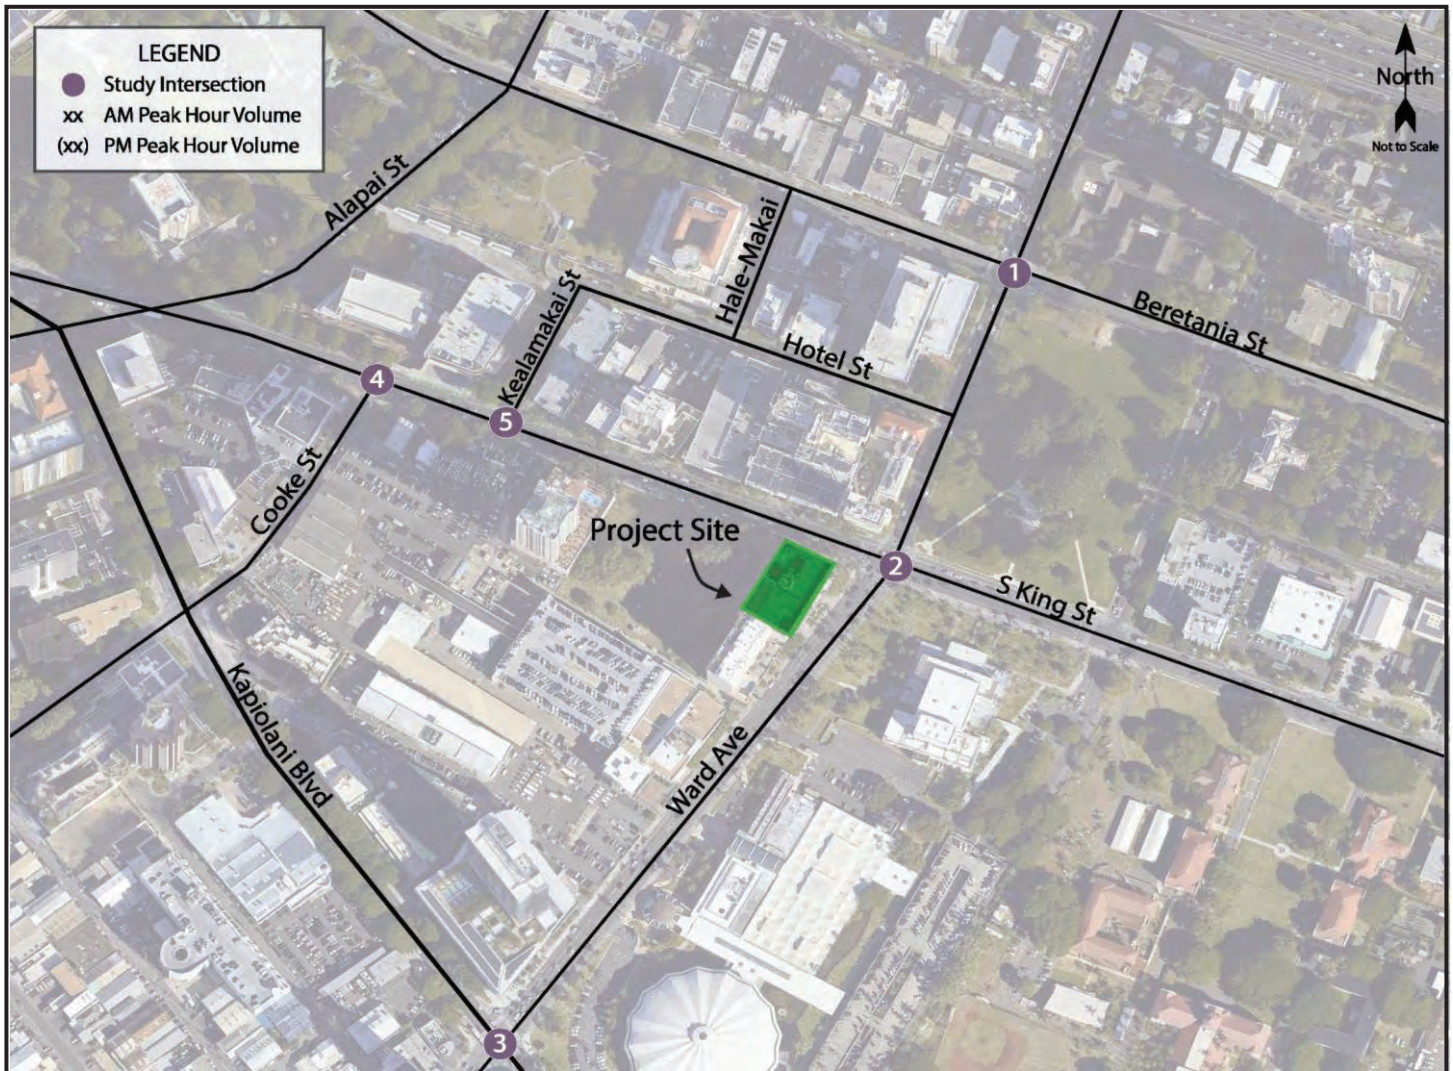 LEGEND
Study Intersection
xx AM Peak Hour Volume
(xx) PM Peak Hour Volume
North
Not to Scale
Alapai St
Hale-Makai
Kealamakai St
1
Beretania St
Hotel St
4
5
Cooke St
Project Site
2
S King St
Kapiolani Blvd
Ward Ave
3